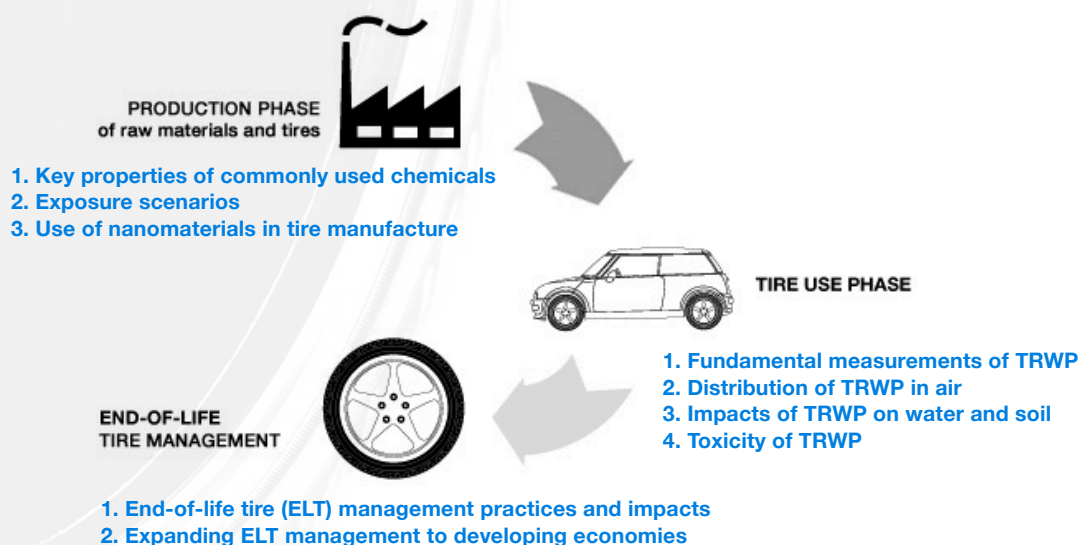 PRODUCTION PHASE
of raw materials and tires
1. Key properties of commonly used chemicals
2. Exposure scenarios
3. Use of nanomaterials in tire manufacture
TIRE USE PHASE
1. Fundamental measurements of TRWP
2. Distribution of TRWP in air
3. Impacts of TRWP on water and soil
4. Toxicity of TRWP
END-OF-LIFE
TIRE MANAGEMENT
1. End-of-life tire (ELT) management practices and impacts
2. Expanding ELT management to developing economies